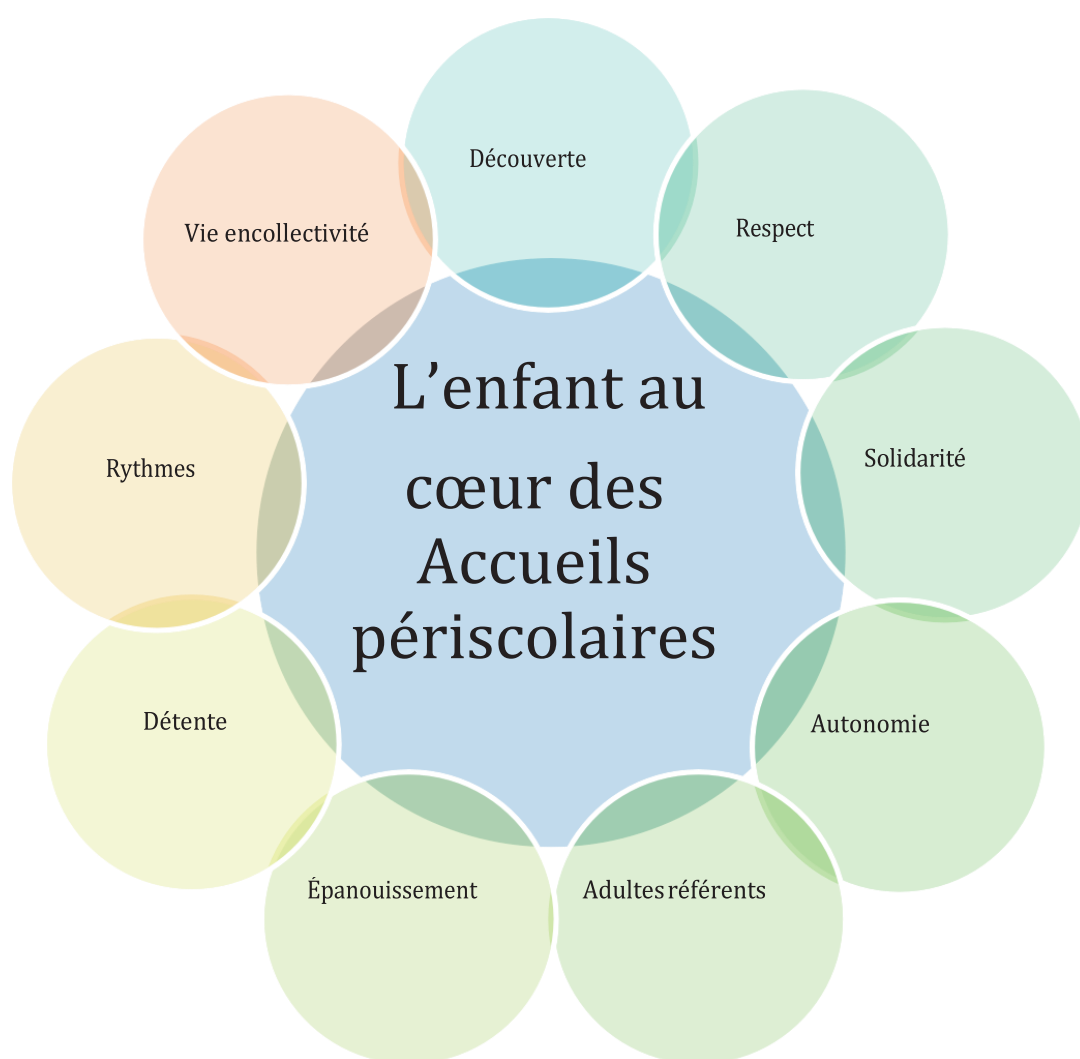 Découverte
Respect
Solidarité
Autonomie
Adultes référents
Épanouissement
Détente
Rythmes
Vie encollectivité
L’enfant au
cœur des
Accueils
périscolaires